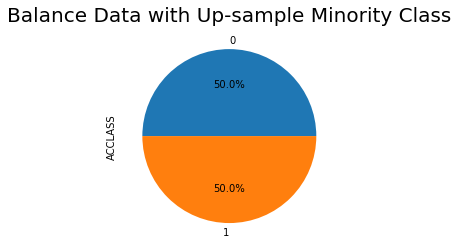 Balance Data with Up-sample Minority Class
0
50.0%
ACCLASS
50.0%
1